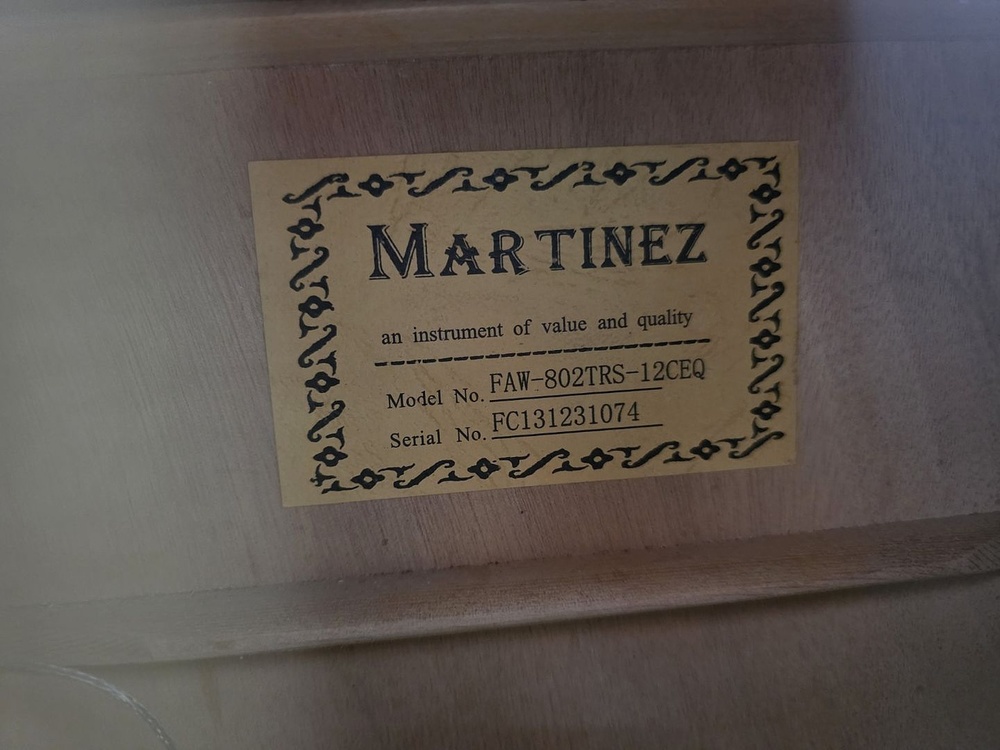 MARTINEZ
an instrument of value and quality
Model No. FAW-802TRS-12CEQ
Serial No. FC131231074